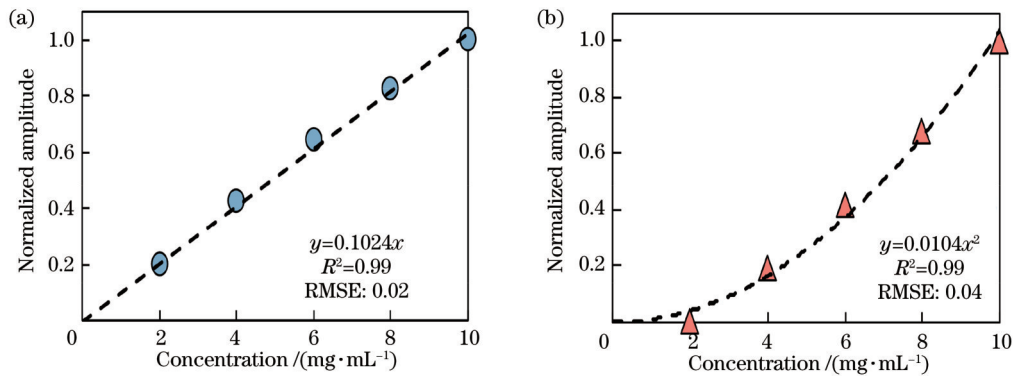 (a)
Normalized amplitude
1.0
0.8
0.6
0.4
0.2
y=0.1024x
R²=0.99
RMSE: 0.02
0 2 4 6 8 10
Concentration /(mg·mL⁻¹)
(b)
Normalized amplitude
1.0
0.8
0.6
0.4
0.2
y=0.0104x²
R²=0.99
RMSE: 0.04
0 2 4 6 8 10
Concentration /(mg·mL⁻¹)